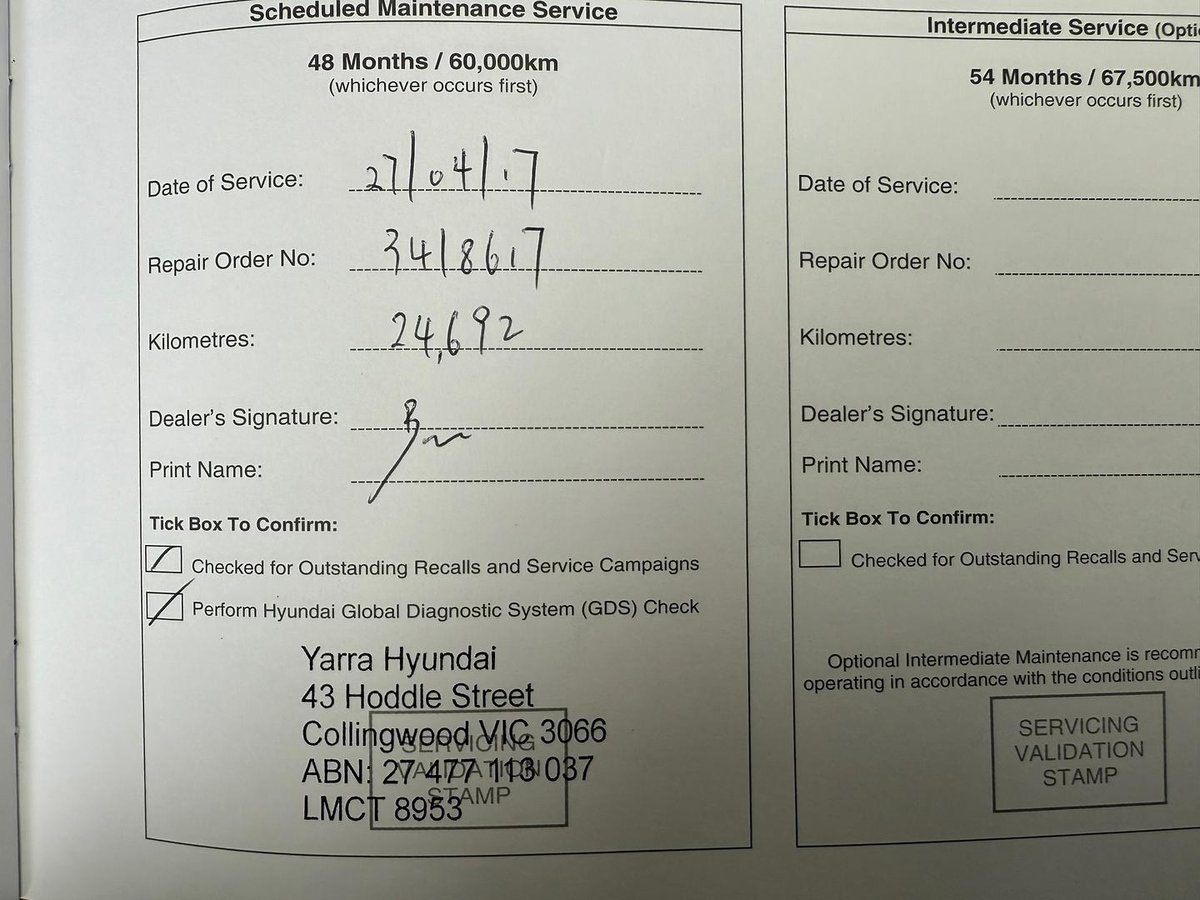 Scheduled Maintenance Service
48 Months / 60,000km
(whichever occurs first)
Date of Service: 27/04/17
Repair Order No: 3418617
Kilometres: 24,692
Dealer's Signature:
Print Name:
Tick Box To Confirm:
Checked for Outstanding Recalls and Service Campaigns
Perform Hyundai Global Diagnostic System (GDS) Check
Yarra Hyundai
43 Hoddle Street
Collingwood VIC 3066
ABN: 27 477 113 037
LMCT 8953
SERVICING
VALIDATION
STAMP
Intermediate Service (Opti
54 Months / 67,500km
(whichever occurs first)
Date of Service:
Repair Order No:
Kilometres:
Dealer's Signature:
Print Name:
Tick Box To Confirm:
Checked for Outstanding Recalls and Serv
Optional Intermediate Maintenance is recomm
operating in accordance with the conditions outli
SERVICING
VALIDATION
STAMP